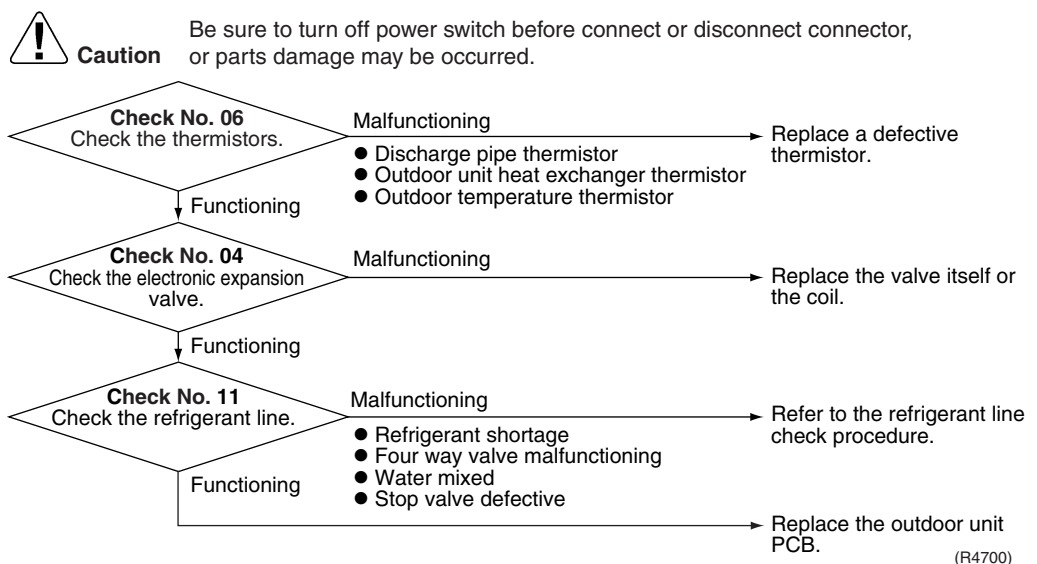 Be sure to turn off power switch before connect or disconnect connector,
Caution or parts damage may be occurred.
Check No. 06
Check the thermistors.
Malfunctioning
● Discharge pipe thermistor
● Outdoor unit heat exchanger thermistor
● Outdoor temperature thermistor
Replace a defective
thermistor.
Functioning
Check No. 04
Check the electronic expansion
valve.
Malfunctioning
Replace the valve itself or
the coil.
Functioning
Check No. 11
Check the refrigerant line.
Malfunctioning
● Refrigerant shortage
● Four way valve malfunctioning
● Water mixed
● Stop valve defective
Refer to the refrigerant line
check procedure.
Functioning
Replace the outdoor unit
PCB.
(R4700)